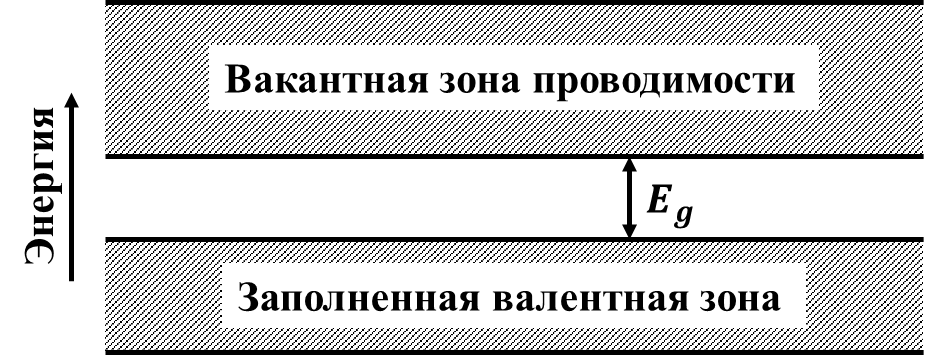 Вакантная зона проводимости
Энергия
E_g
Заполненная валентная зона